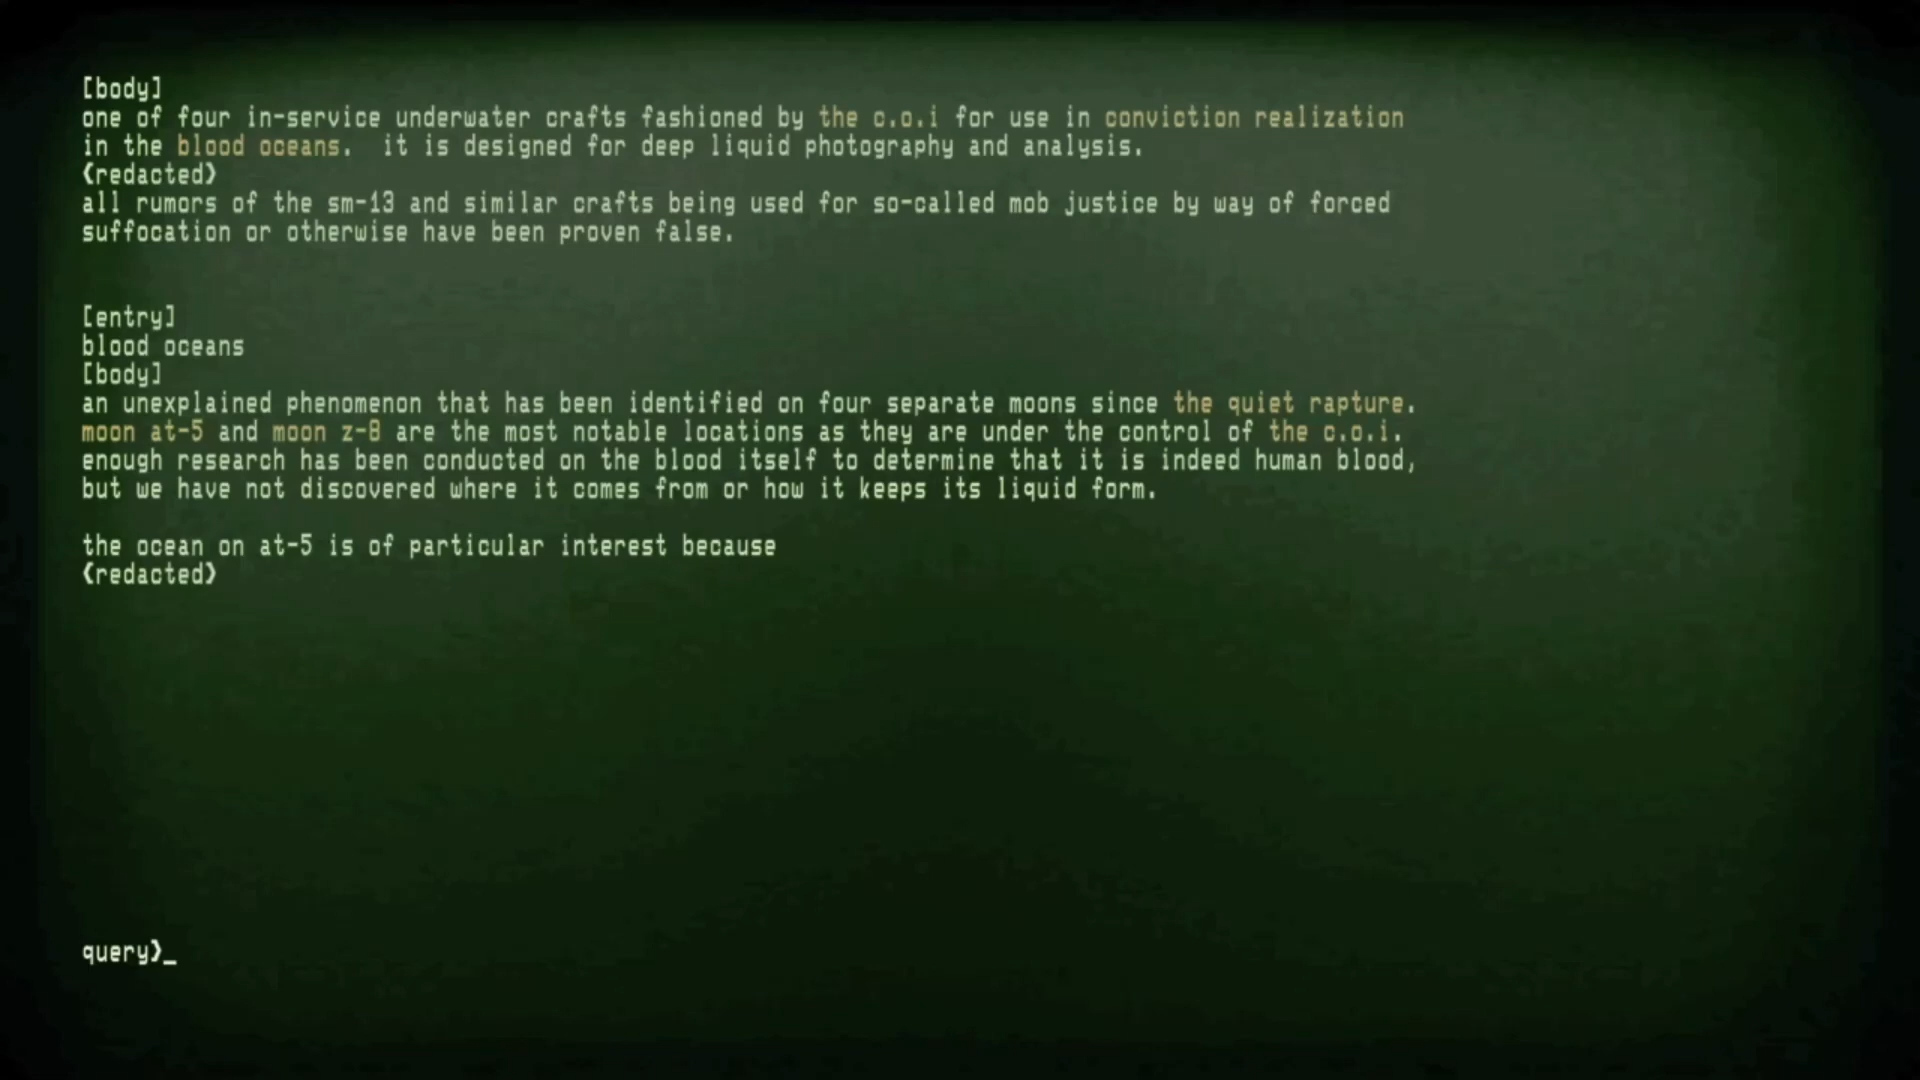 [body]
one of four in-service underwater crafts fashioned by the c.o.i for use in conviction realization
in the blood oceans.  it is designed for deep liquid photography and analysis.
{redacted}
all rumors of the sm-13 and similar crafts being used for so-called mob justice by way of forced
suffocation or otherwise have been proven false.
[entry]
blood oceans
[body]
an unexplained phenomenon that has been identified on four separate moons since the quiet rapture.
moon at-5 and moon z-8 are the most notable locations as they are under the control of the c.o.i.
enough research has been conducted on the blood itself to determine that it is indeed human blood,
but we have not discovered where it comes from or how it keeps its liquid form.
the ocean on at-5 is of particular interest because
{redacted}
query}_